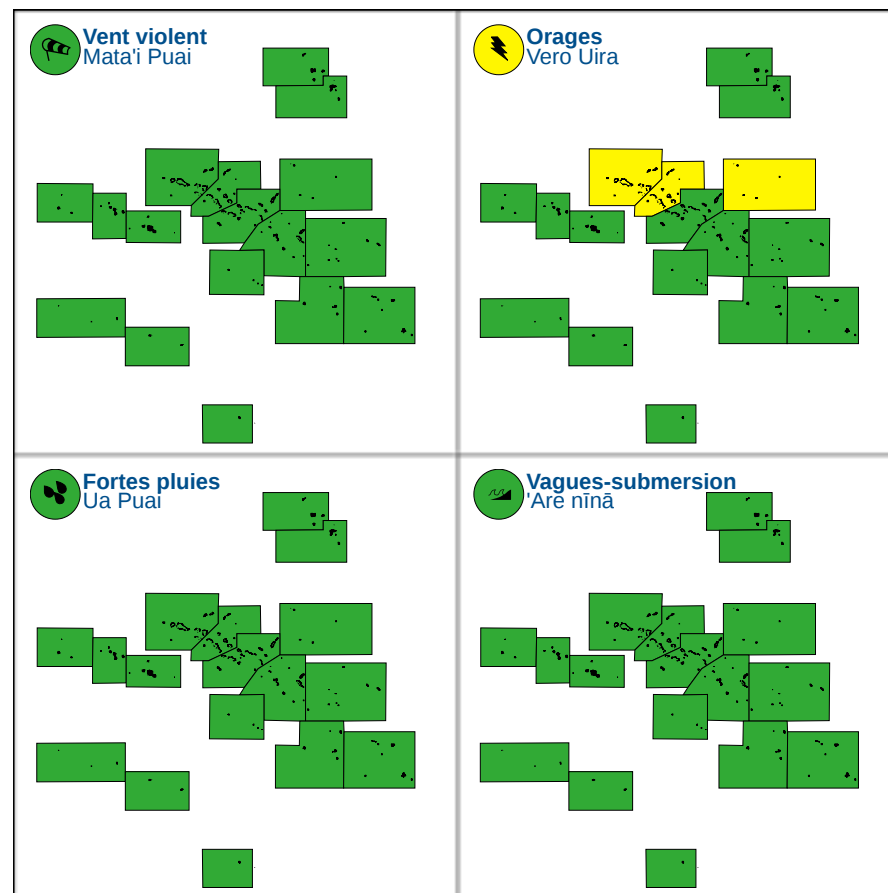 Vent violent
Mata'i Puai
Orages
Vero Uira
Fortes pluies
Ua Puai
Vagues-submersion
'Are nīnā